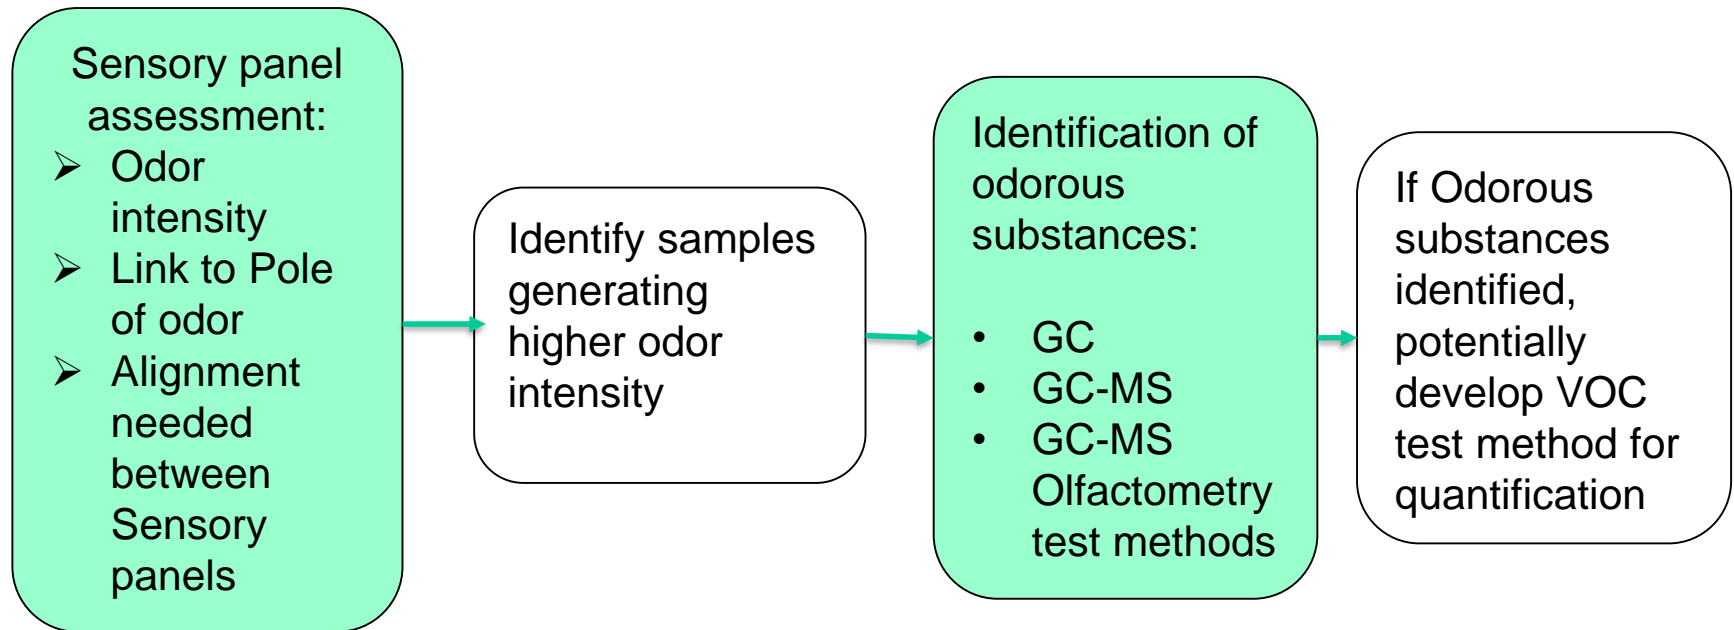 Sensory panel
assessment:
➢ Odor
intensity
➢ Link to Pole
of odor
➢ Alignment
needed
between
Sensory
panels
Identify samples
generating
higher odor
intensity
Identification of
odorous
substances:
• GC
• GC-MS
• GC-MS
Olfactometry
test methods
If Odorous
substances
identified,
potentially
develop VOC
test method for
quantification